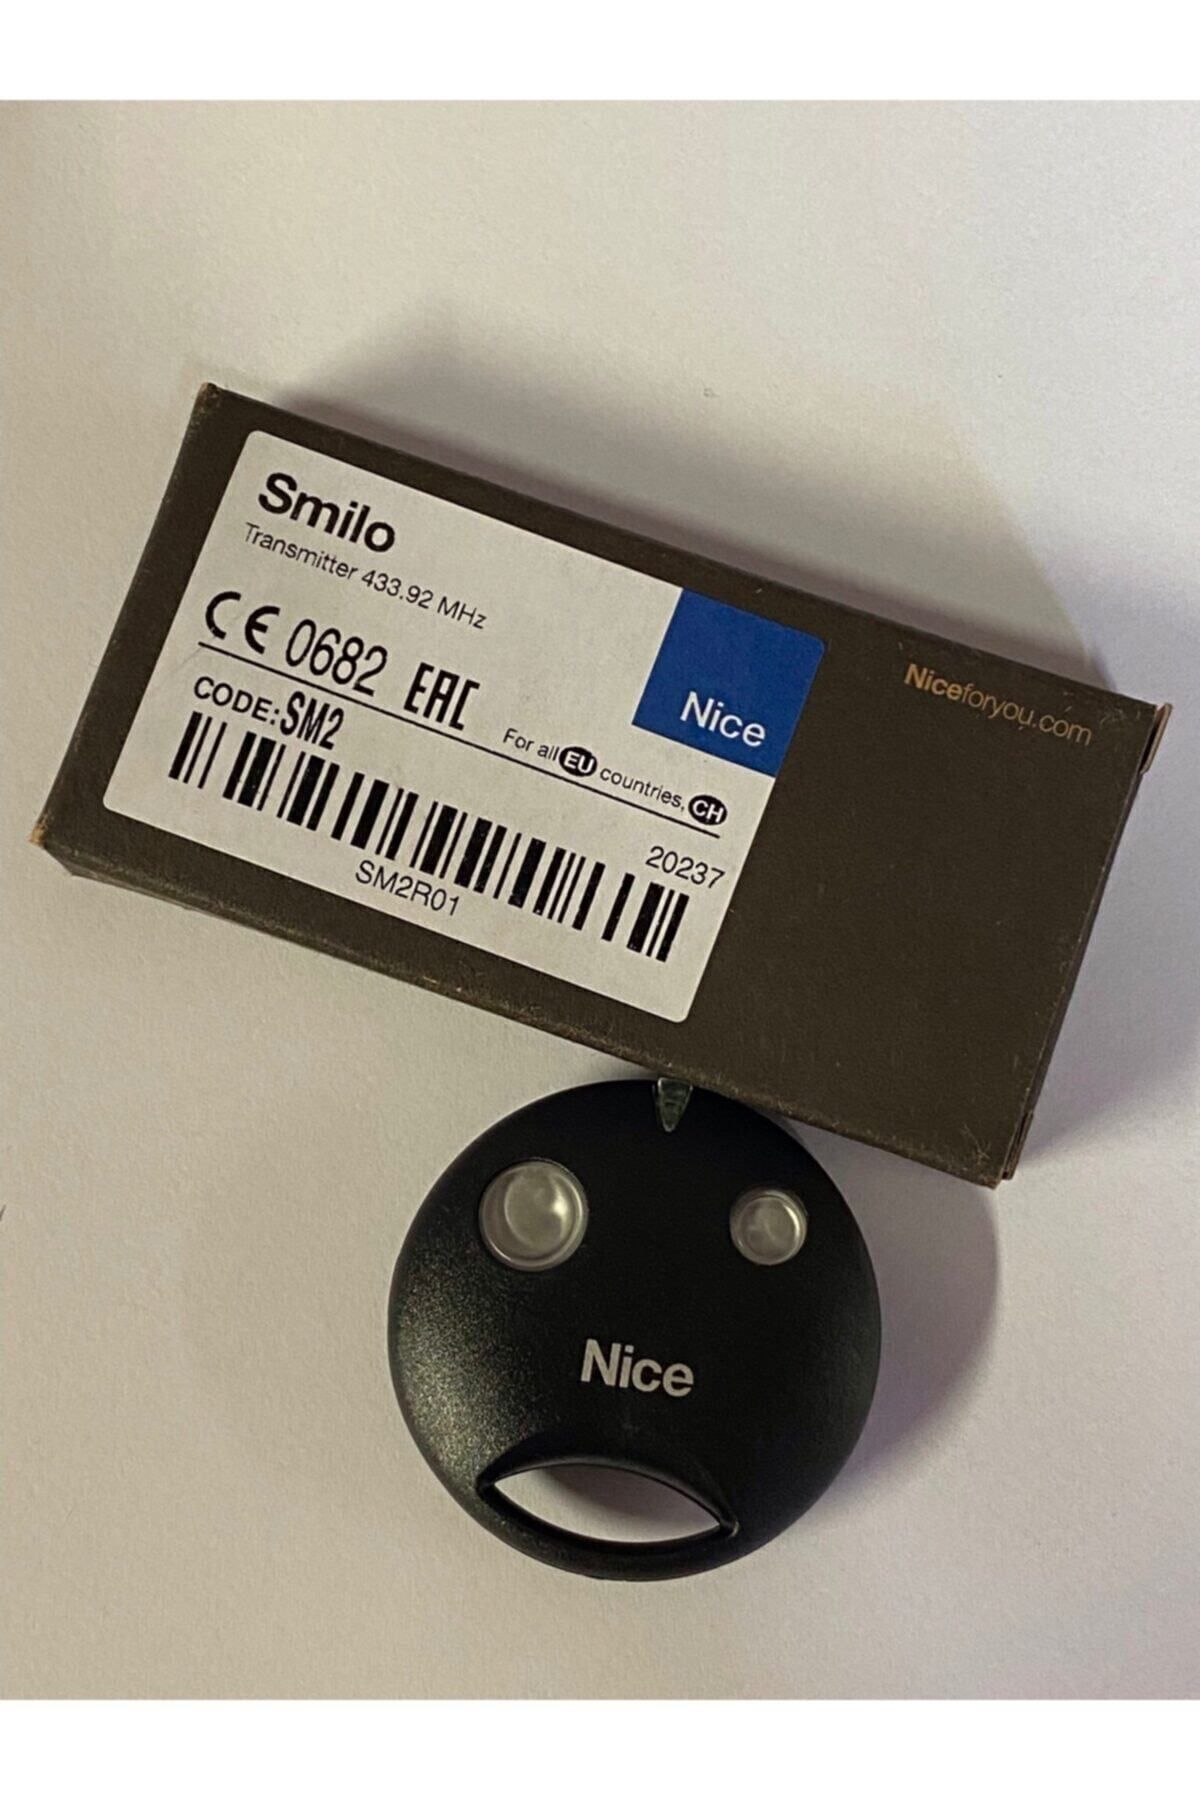 Smilo
Transmitter 433.92 MHz
CE 0682 EAC
Nice
Niceforyou.com
CODE:SM2
For all EU countries, CH
20237
SM2R01
Nice